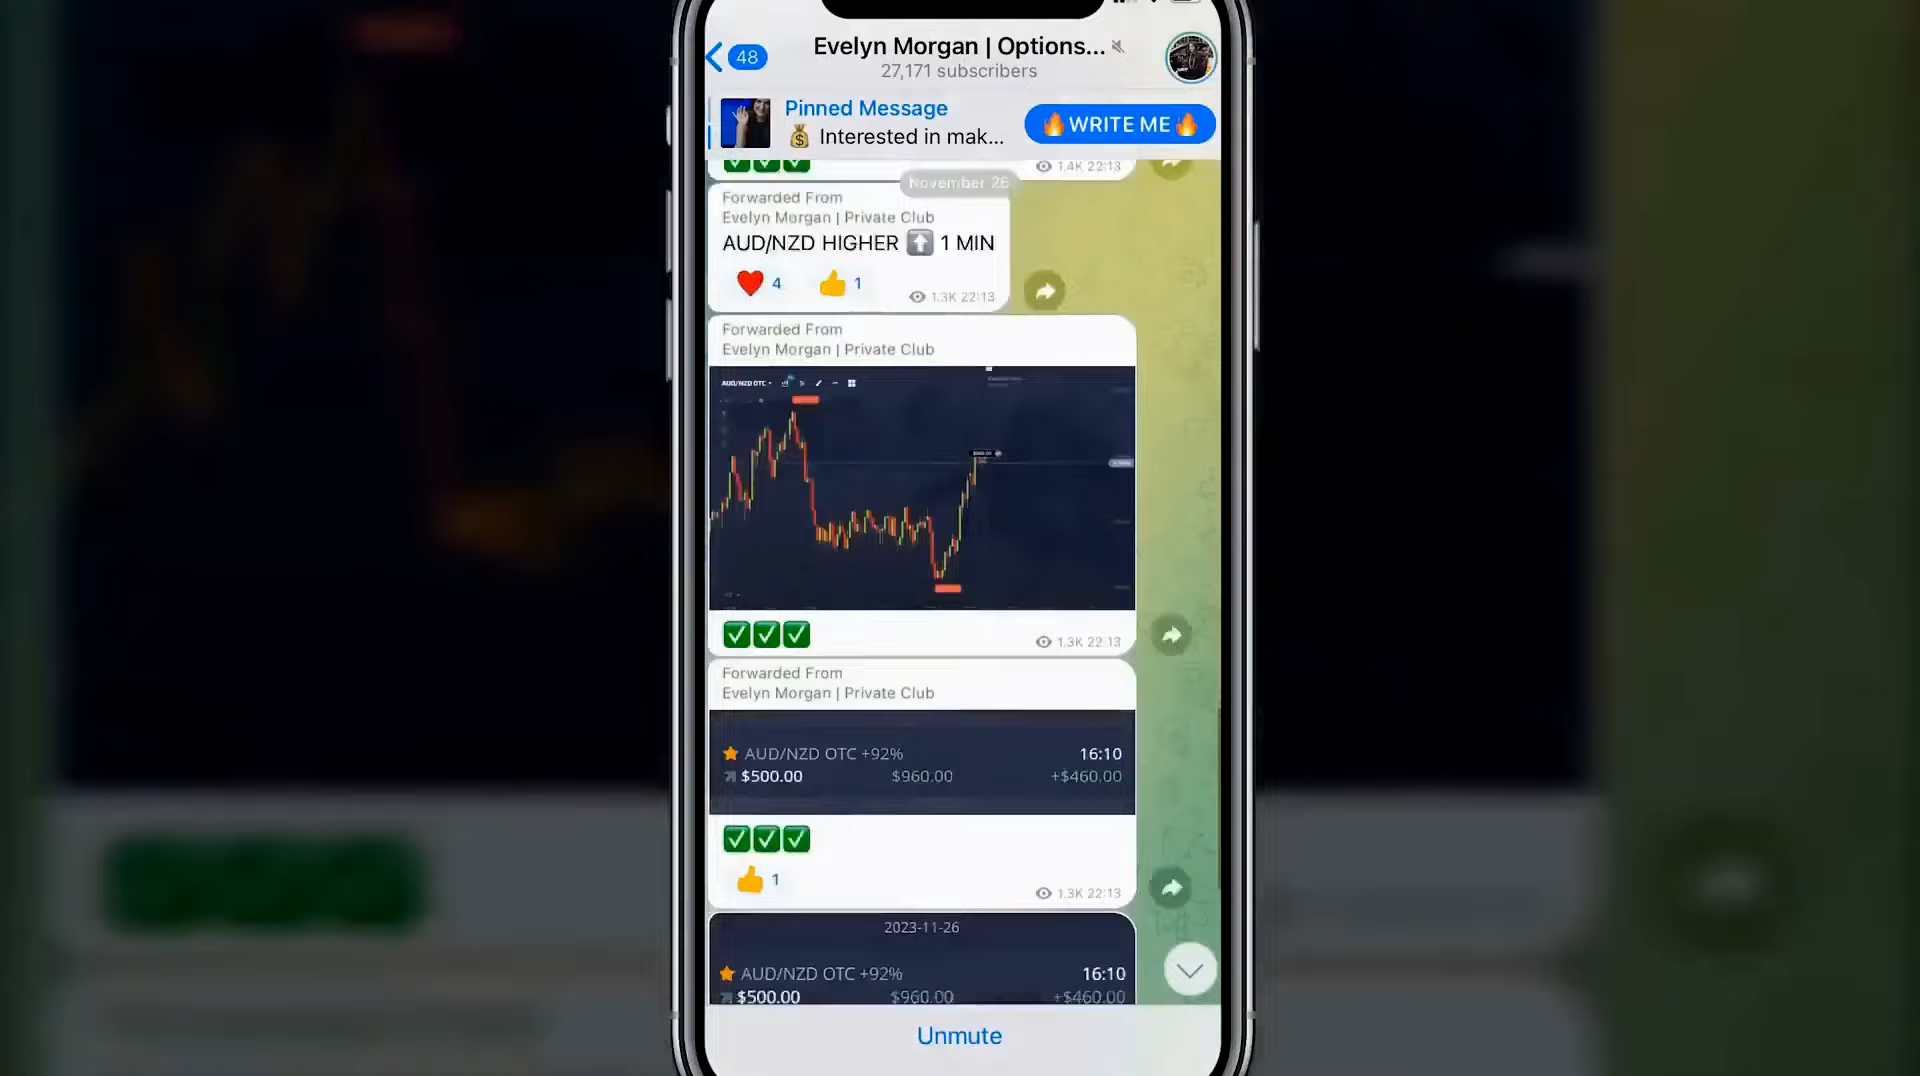 48
Evelyn Morgan | Options...
27,171 subscribers
Pinned Message
💰 Interested in mak...
🔥WRITE ME🔥
✅✅✅
1.4K 22:13
November 26
Forwarded From
Evelyn Morgan | Private Club
AUD/NZD HIGHER ⬆️ 1 MIN
❤️ 4 👍 1
1.3K 22:13
Forwarded From
Evelyn Morgan | Private Club
AUD/NZD OTC
✅✅✅
1.3K 22:13
Forwarded From
Evelyn Morgan | Private Club
AUD/NZD OTC +92% 16:10
$500.00 $960.00 +$460.00
✅✅✅
👍 1
1.3K 22:13
2023-11-26
AUD/NZD OTC +92% 16:10
$500.00 $960.00 +$460.00
Unmute